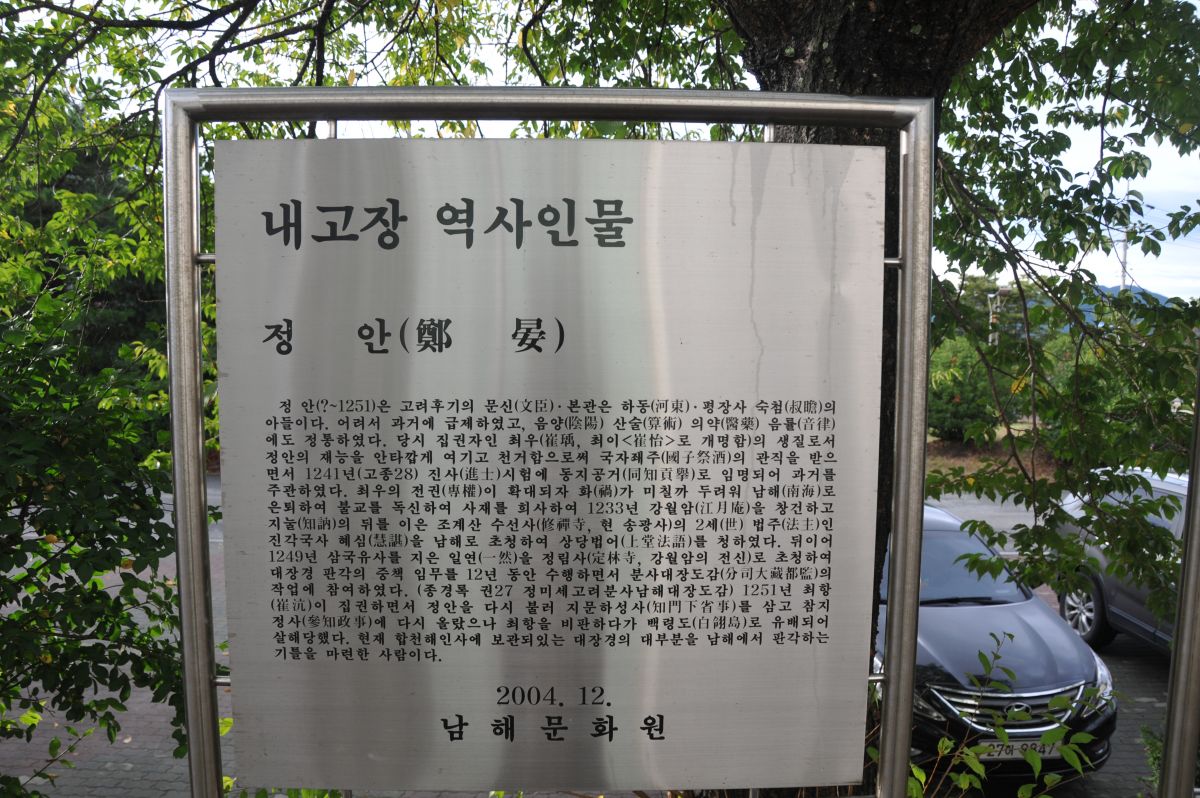 내고장 역사인물
정 안(鄭 晏)
정 안(?~1251)은 고려후기의 문신(文臣)·본관은 하동(河東)·평장사 숙첨(叔瞻)의
아들이다. 어려서 과거에 급제하였고, 음양(陰陽) 산술(算術) 의약(醫藥) 음률(音律)
에도 정통하였다. 당시 집권자인 최우(崔瑀, 최이<崔怡>로 개명함)의 생질로서
정안의 재능을 안타깝게 여기고 천거함으로써 국자좨주(國子祭酒)의 관직을 받으
면서 1241년(고종28) 진사(進士)시험에 동지공거(同知貢擧)로 임명되어 과거를
주관하였다. 최우의 전권(専權)이 확대되자 화(禍)가 미칠까 두려워 남해(南海)로
은퇴하여 불교를 독신하여 사재를 희사하여 1233년 강월암(江月庵)을 창건하고
지눌(知訥)의 뒤를 이은 조계산 수선사(修禪寺, 현 송광사)의 2세(世) 법주(法主)인
진각국사 혜심(慧諶)을 남해로 초청하여 상당법어(上堂法語)를 청하였다. 뒤이어
1249년 삼국유사를 지은 일연(一然)을 정림사(定林寺, 강월암의 전신)로 초청하여
대장경 판각의 중책 임무를 12년 동안 수행하면서 분사대장도감(分司大藏都監)의
작업에 참여하였다. (종경록 권27 정미세고려분사남해대장도감) 1251년 최항
(崔沆)이 집권하면서 정안을 다시 불러 지문하성사(知門下省事)를 삼고 참지
정사(參知政事)에 다시 올랐으나 최항을 비판하다가 백령도(白翎島)로 유배되어
살해당했다. 현재 합천해인사에 보관되있는 대장경의 대부분을 남해에서 판각하는
기틀을 마련한 사람이다.
2004. 12.
남해문화원